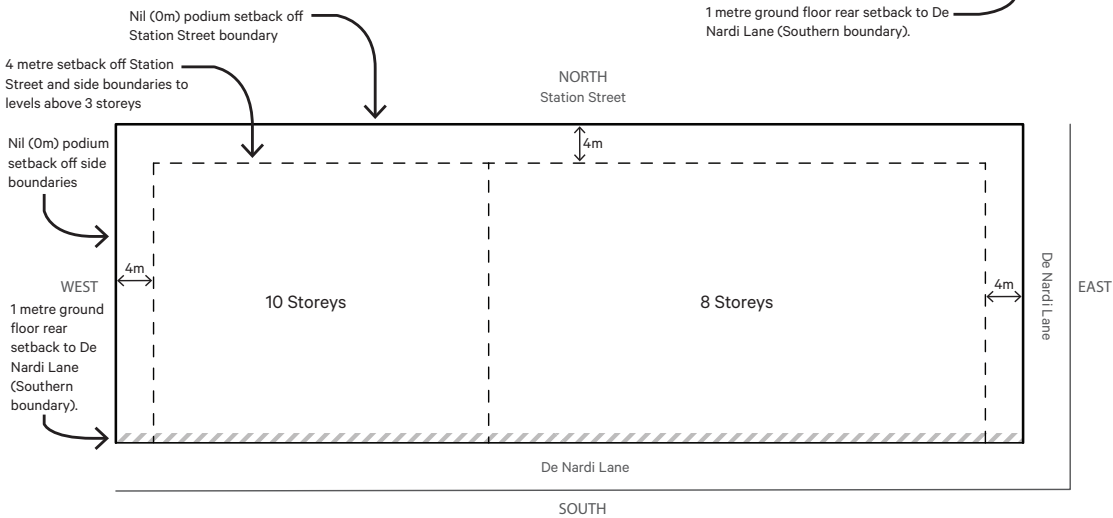 Nil (0m) podium setback off
Station Street boundary
1 metre ground floor rear setback to De
Nardi Lane (Southern boundary).
4 metre setback off Station
Street and side boundaries to
levels above 3 storeys
NORTH
Station Street
4m
Nil (0m) podium
setback off side
boundaries
4m
WEST
10 Storeys
8 Storeys
4m
De Nardi Lane
EAST
1 metre ground
floor rear
setback to De
Nardi Lane
(Southern
boundary).
De Nardi Lane
SOUTH